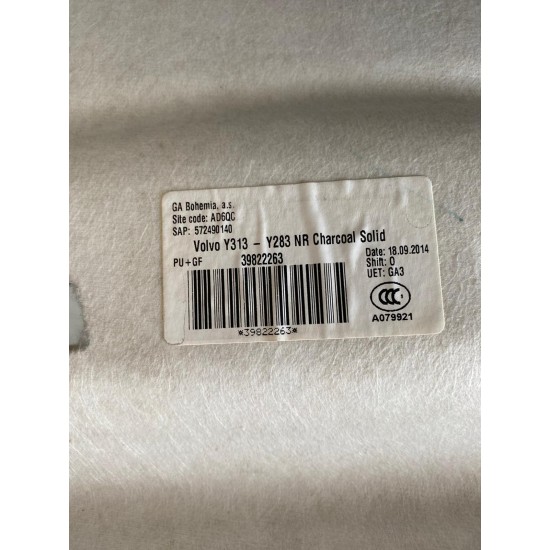 GA Bohemia, a.s.
Site code: AD6QC
SAP: 572490140
Volvo Y313 - Y283 NR Charcoal Solid
PU+GF 39822263
Date: 18.09.2014
Shift: O
UET: GA3
*39822263*
CCC
A079921